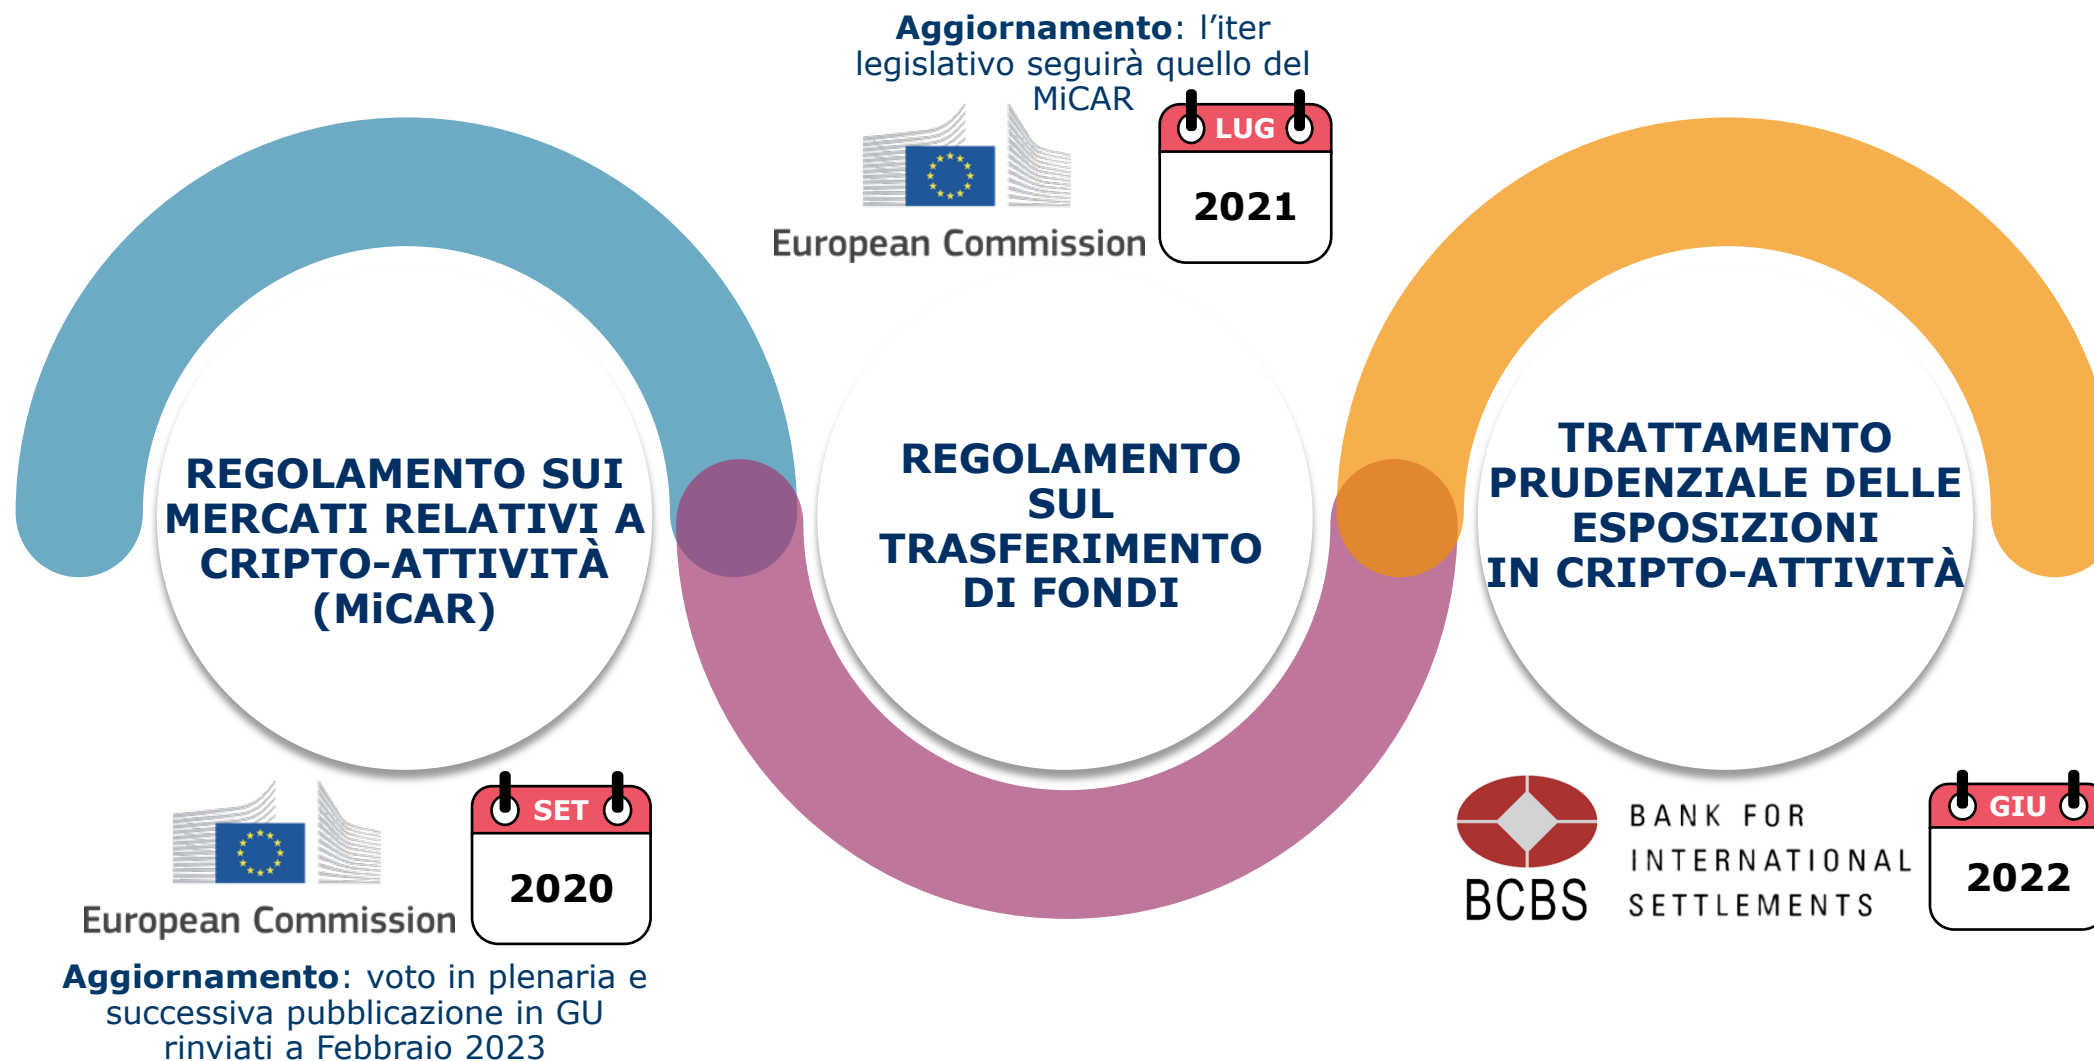 Aggiornamento: l’iter
legislativo seguirà quello del
MiCAR
LUG
2021
European Commission
REGOLAMENTO SUI
MERCATI RELATIVI A
CRIPTO-ATTIVITÀ
(MiCAR)
REGOLAMENTO
SUL
TRASFERIMENTO
DI FONDI
TRATTAMENTO
PRUDENZIALE DELLE
ESPOSIZIONI
IN CRIPTO-ATTIVITÀ
SET
2020
European Commission
Aggiornamento: voto in plenaria e
successiva pubblicazione in GU
rinviati a Febbraio 2023
BCBS
BANK FOR
INTERNATIONAL
SETTLEMENTS
GIU
2022